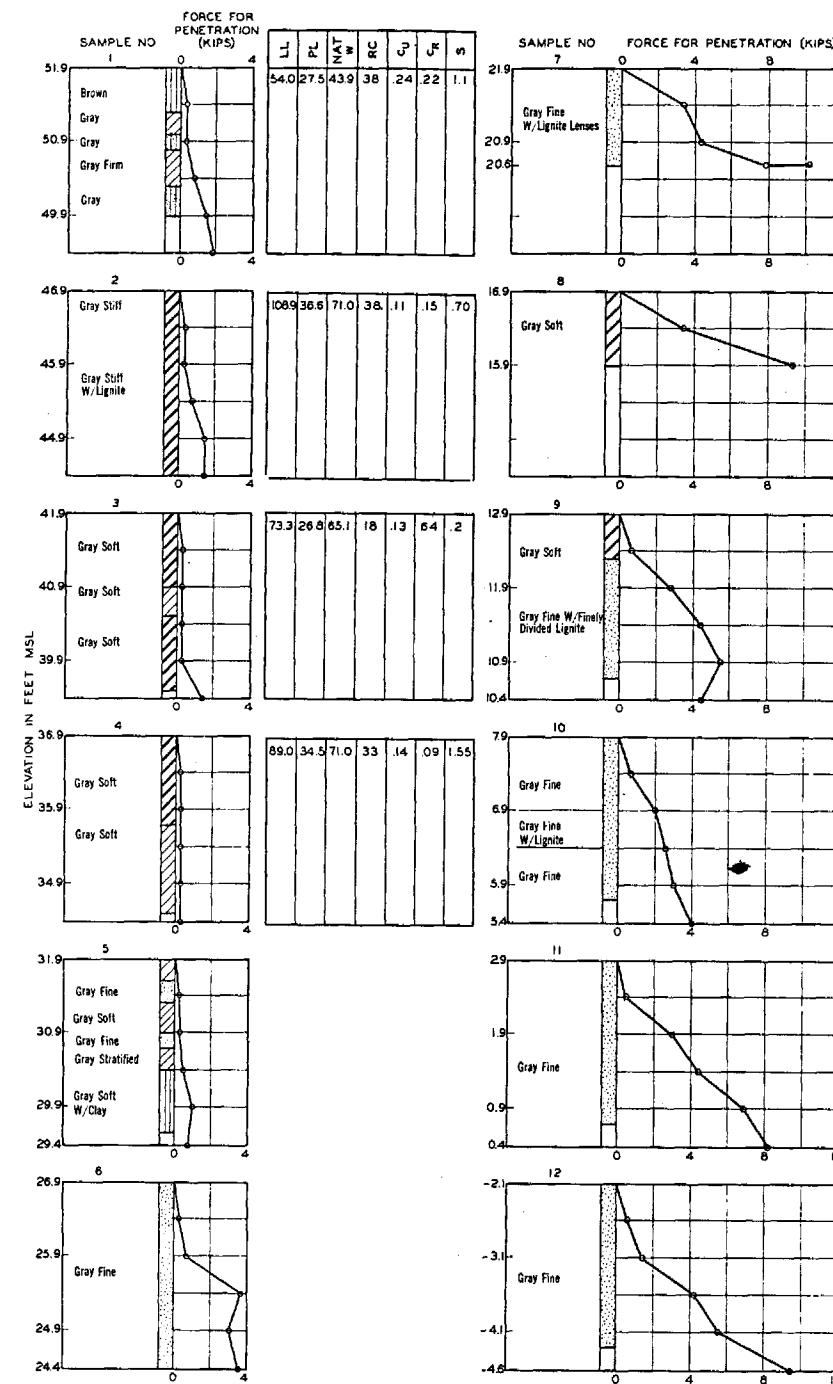 ELEVATION IN FEET MSL
SAMPLE NO
FORCE FOR
PENETRATION
(KIPS)
1
0 4
51.9
50.9
49.9
Brown
Gray
Gray
Gray Firm
Gray
0 4
LL PL NAT W RC CU CR S
54.0 27.5 43.9 38 .24 .22 1.1
2
46.9
45.9
44.9
Gray Stiff
Gray Stiff
W/Lignite
0 4
108.9 36.6 71.0 38. .11 .15 .70
3
41.9
40.9
39.9
Gray Soft
Gray Soft
Gray Soft
0 4
73.3 26.8 65.1 18 .13 .64 .2
4
36.9
35.9
34.9
Gray Soft
Gray Soft
0 4
89.0 34.5 71.0 33 .14 .09 1.55
5
31.9
30.9
29.9
29.4
Gray Fine
Gray Soft
Gray Fine
Gray Stratified
Gray Soft
W/Clay
0 4
6
26.9
25.9
24.9
24.4
Gray Fine
0 4
SAMPLE NO
FORCE FOR PENETRATION (KIPS)
7
0 4 8
21.9
20.9
20.6
Gray Fine
W/Lignite Lenses
0 4 8
8
16.9
15.9
Gray Soft
0 4 8
9
12.9
11.9
10.9
10.4
Gray Soft
Gray Fine W/Finely
Divided Lignite
0 4 8
10
7.9
6.9
5.9
5.4
Gray Fine
Gray Fine
W/Lignite
Gray Fine
0 4 8
11
2.9
1.9
0.9
0.4
Gray Fine
0 4 8
12
-2.1
-3.1
-4.1
-4.6
Gray Fine
0 4 8